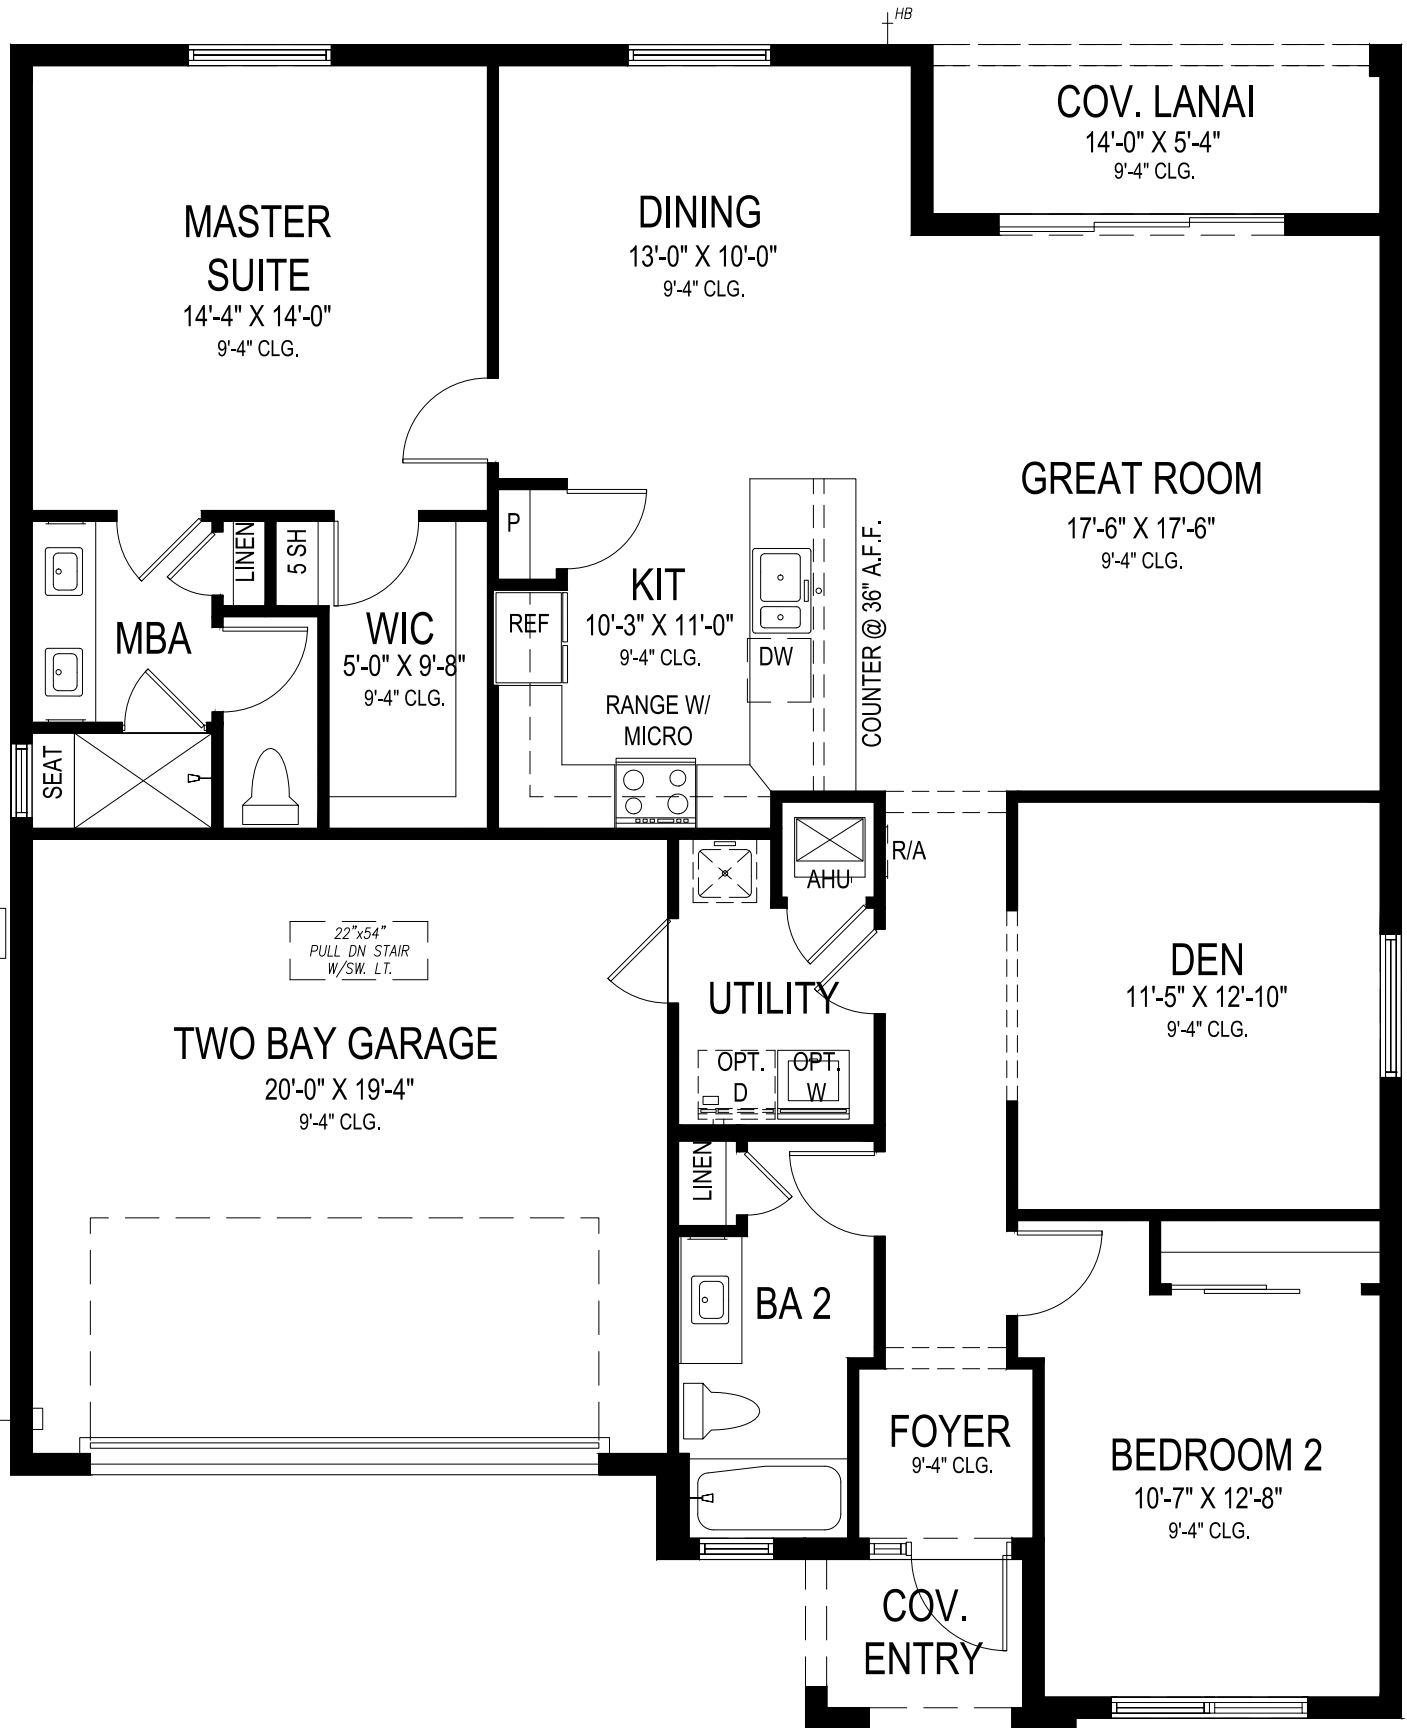 HB
COV. LANAI
14'-0" X 5'-4"
9'-4" CLG.
MASTER
SUITE
14'-4" X 14'-0"
9'-4" CLG.
DINING
13'-0" X 10'-0"
9'-4" CLG.
GREAT ROOM
17'-6" X 17'-6"
9'-4" CLG.
LINEN
5 SH
P
KIT
10'-3" X 11'-0"
9'-4" CLG.
REF
RANGE W/
MICRO
DW
COUNTER @ 36" A.F.F.
MBA
WIC
5'-0" X 9'-8"
9'-4" CLG.
SEAT
AHU
R/A
22"x54"
PULL DN STAIR
W/SW. LT.
TWO BAY GARAGE
20'-0" X 19'-4"
9'-4" CLG.
UTILITY
OPT.
D
OPT.
W
DEN
11'-5" X 12'-10"
9'-4" CLG.
LINEN
BA 2
FOYER
9'-4" CLG.
BEDROOM 2
10'-7" X 12'-8"
9'-4" CLG.
COV.
ENTRY